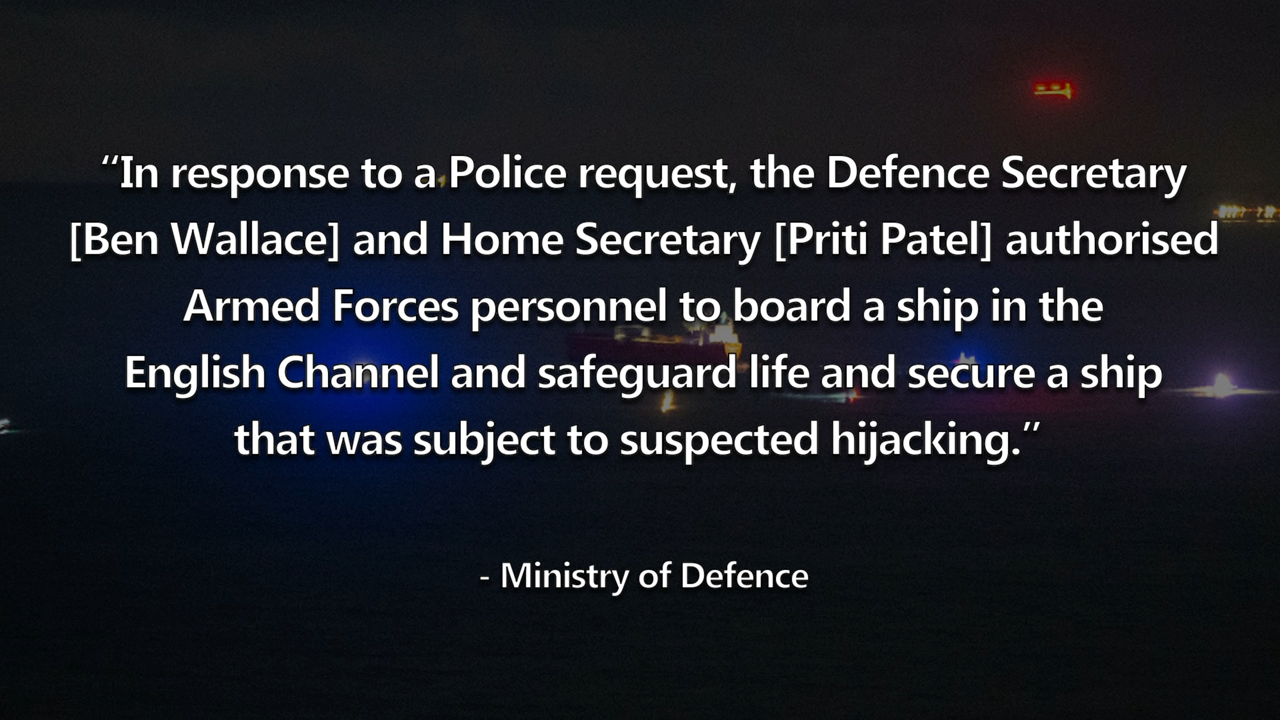 “In response to a Police request, the Defence Secretary
[Ben Wallace] and Home Secretary [Priti Patel] authorised
Armed Forces personnel to board a ship in the
English Channel and safeguard life and secure a ship
that was subject to suspected hijacking.”
- Ministry of Defence